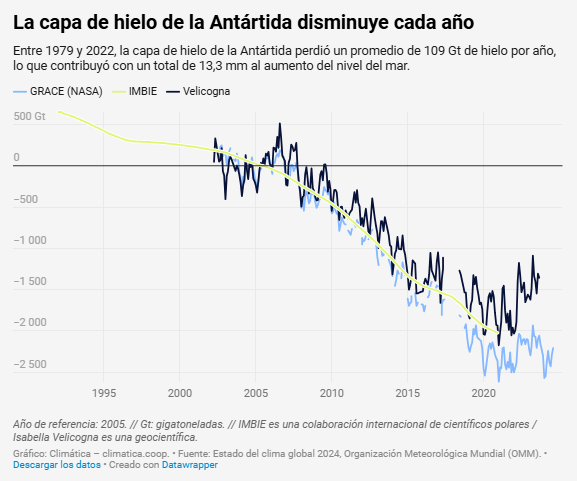 La capa de hielo de la Antártida disminuye cada año
Entre 1979 y 2022, la capa de hielo de la Antártida perdió un promedio de 109 Gt de hielo por año,
lo que contribuyó con un total de 13,3 mm al aumento del nivel del mar.
GRACE (NASA) IMBIE Velicogna
500 Gt
0
-500
-1 000
-1 500
-2 000
-2 500
1995 2000 2005 2010 2015 2020
Año de referencia: 2005. // Gt: gigatoneladas. // IMBIE es una colaboración internacional de científicos polares /
Isabella Velicogna es una geocientífica.
Gráfico: Climática – climatica.coop. • Fuente: Estado del clima global 2024, Organización Meteorológica Mundial (OMM). •
Descargar los datos • Creado con Datawrapper